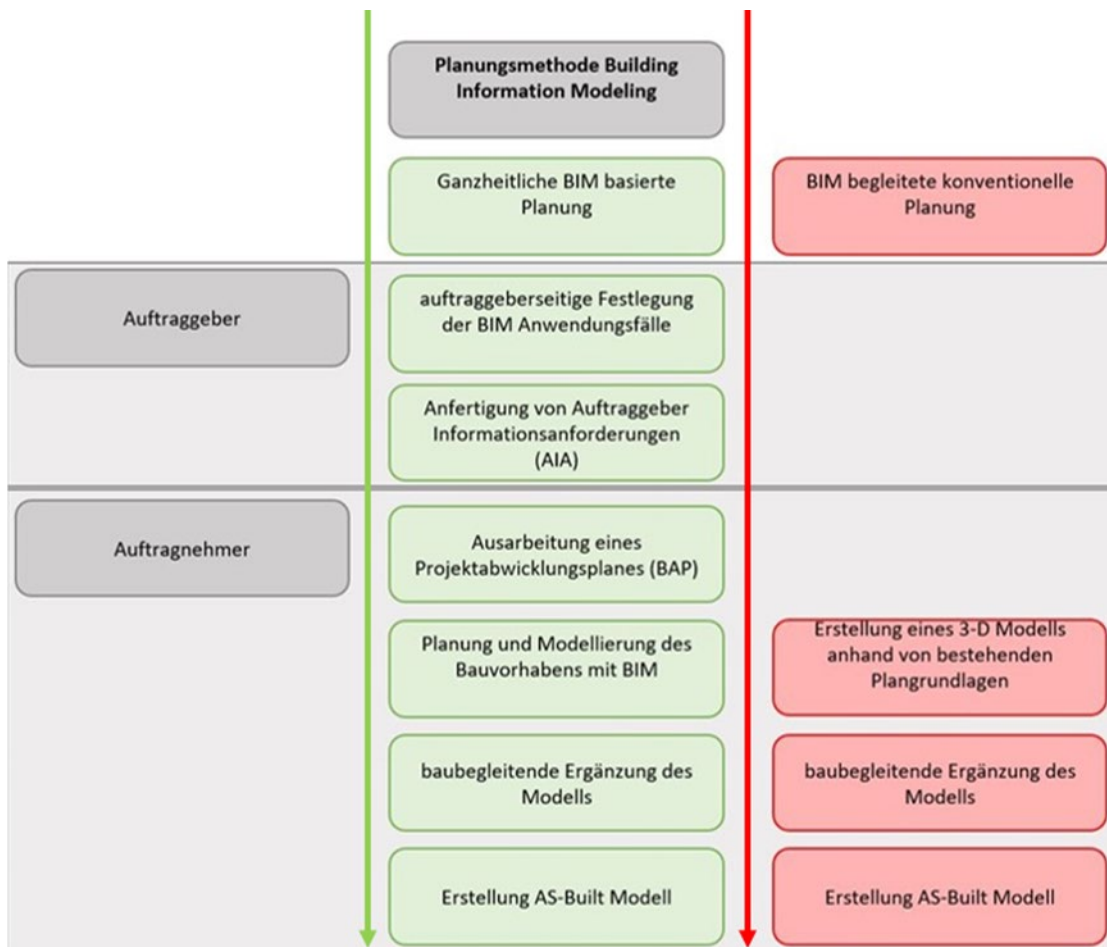 Planungsmethode Building
Information Modeling
Ganzheitliche BIM basierte
Planung
BIM begleitete konventionelle
Planung
Auftraggeber
auftraggeberseitige Festlegung
der BIM Anwendungsfälle
Anfertigung von Auftraggeber
Informationsanforderungen
(AIA)
Auftragnehmer
Ausarbeitung eines
Projektabwicklungsplanes (BAP)
Planung und Modellierung des
Bauvorhabens mit BIM
Erstellung eines 3-D Modells
anhand von bestehenden
Plangrundlagen
baubegleitende Ergänzung des
Modells
baubegleitende Ergänzung des
Modells
Erstellung AS-Built Modell
Erstellung AS-Built Modell